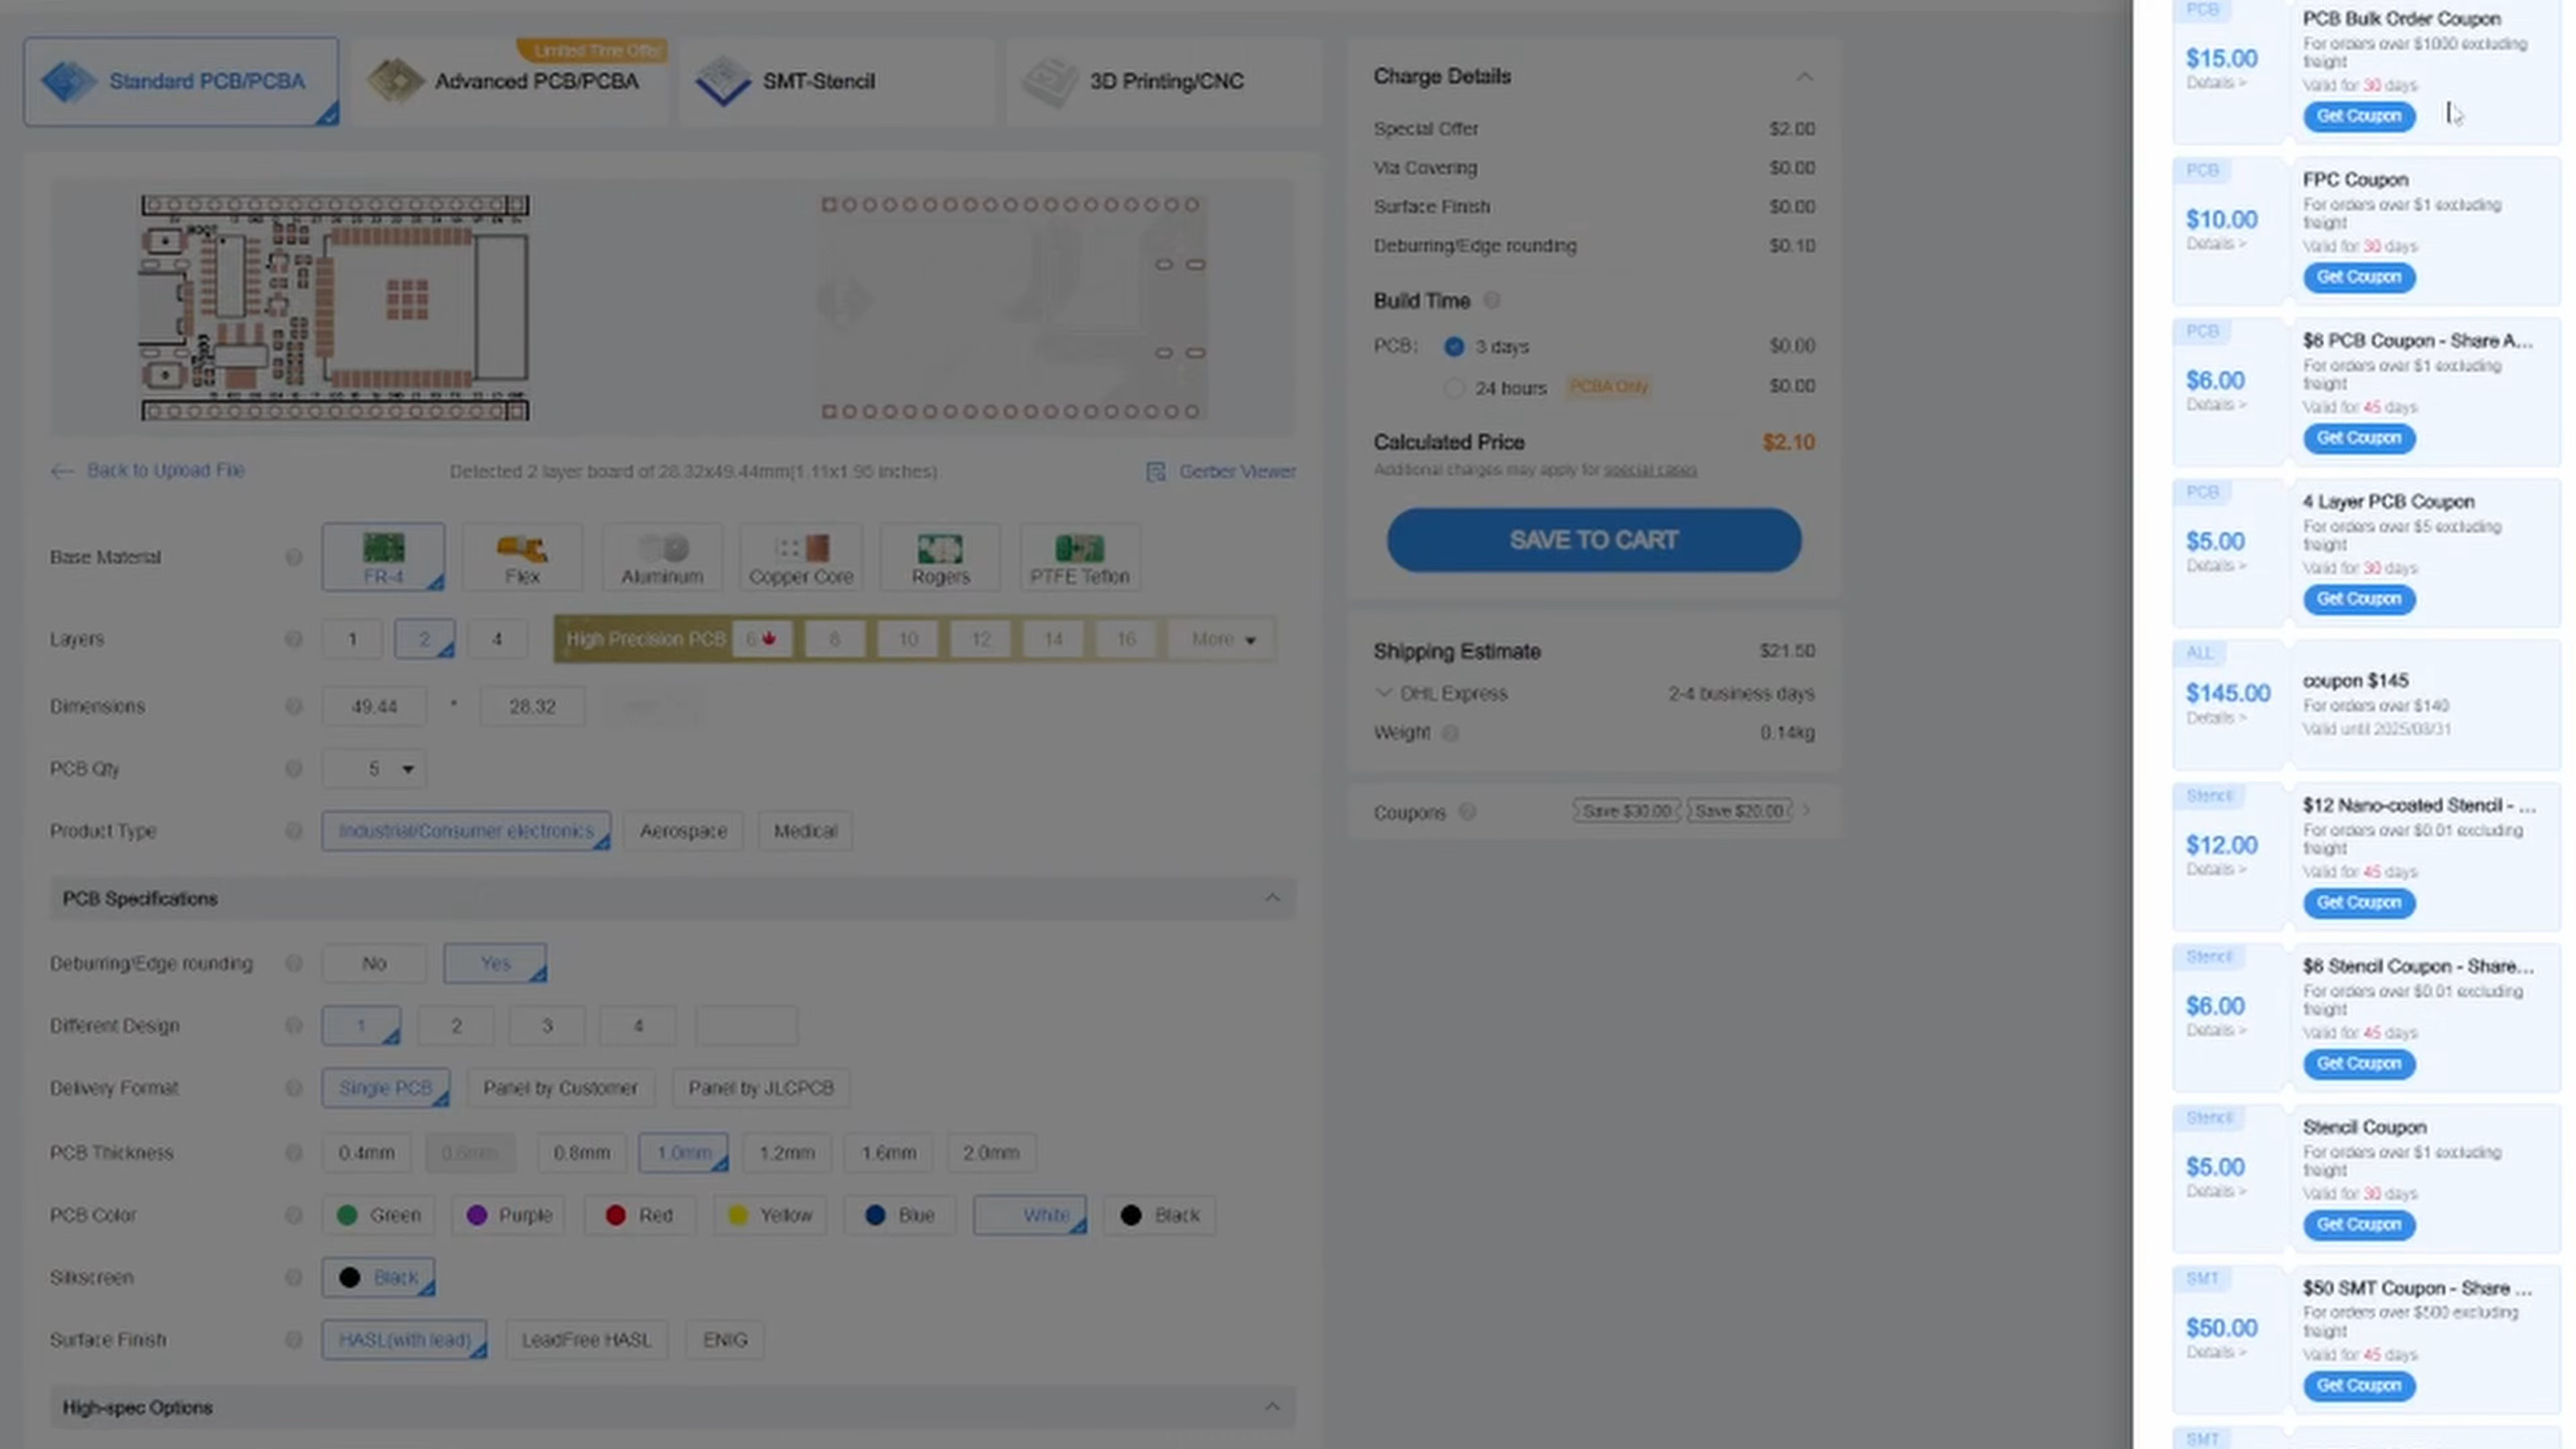 Standard PCB/PCBA
Limited Time Offer
Advanced PCB/PCBA
SMT-Stencil
3D Printing/CNC
BOOT
Back to Upload File
Detected 2 layer board of 28.32x49.44mm(1.11x1.95 inches)
Gerber Viewer
Base Material
FR-4
Flex
Aluminum
Copper Core
Rogers
PTFE Teflon
Layers
1
2
4
High Precision PCB
6
8
10
12
14
16
More
Dimensions
49.44
*
28.32
PCB Qty
5
Product Type
Industrial/Consumer electronics
Aerospace
Medical
PCB Specifications
Deburring/Edge rounding
No
Yes
Different Design
1
2
3
4
Delivery Format
Single PCB
Panel by Customer
Panel by JLCPCB
PCB Thickness
0.4mm
0.6mm
0.8mm
1.0mm
1.2mm
1.6mm
2.0mm
PCB Color
Green
Purple
Red
Yellow
Blue
White
Black
Silkscreen
Black
Surface Finish
HASL(with lead)
LeadFree HASL
ENIG
High-spec Options
Charge Details
Special Offer $2.00
Via Covering $0.00
Surface Finish $0.00
Deburring/Edge rounding $0.10
Build Time
PCB: 3 days $0.00
24 hours PCBA Only $0.00
Calculated Price $2.10
Additional charges may apply for special cases
SAVE TO CART
Shipping Estimate $21.50
DHL Express 2-4 business days
Weight 0.14kg
Coupons Save $30.00 Save $20.00
PCB
$15.00
Details >
PCB Bulk Order Coupon
For orders over $1000 excluding
freight
Valid for 30 days
Get Coupon
PCB
$10.00
Details >
FPC Coupon
For orders over $1 excluding
freight
Valid for 30 days
Get Coupon
PCB
$6.00
Details >
$6 PCB Coupon - Share A...
For orders over $1 excluding
freight
Valid for 45 days
Get Coupon
PCB
$5.00
Details >
4 Layer PCB Coupon
For orders over $5 excluding
freight
Valid for 30 days
Get Coupon
ALL
$145.00
Details >
coupon $145
For orders over $140
Valid until 2025/03/31
Stencil
$12.00
Details >
$12 Nano-coated Stencil - ...
For orders over $0.01 excluding
freight
Valid for 45 days
Get Coupon
Stencil
$6.00
Details >
$6 Stencil Coupon - Share...
For orders over $0.01 excluding
freight
Valid for 45 days
Get Coupon
Stencil
$5.00
Details >
Stencil Coupon
For orders over $1 excluding
freight
Valid for 30 days
Get Coupon
SMT
$50.00
Details >
$50 SMT Coupon - Share ...
For orders over $500 excluding
freight
Valid for 45 days
Get Coupon
SMT